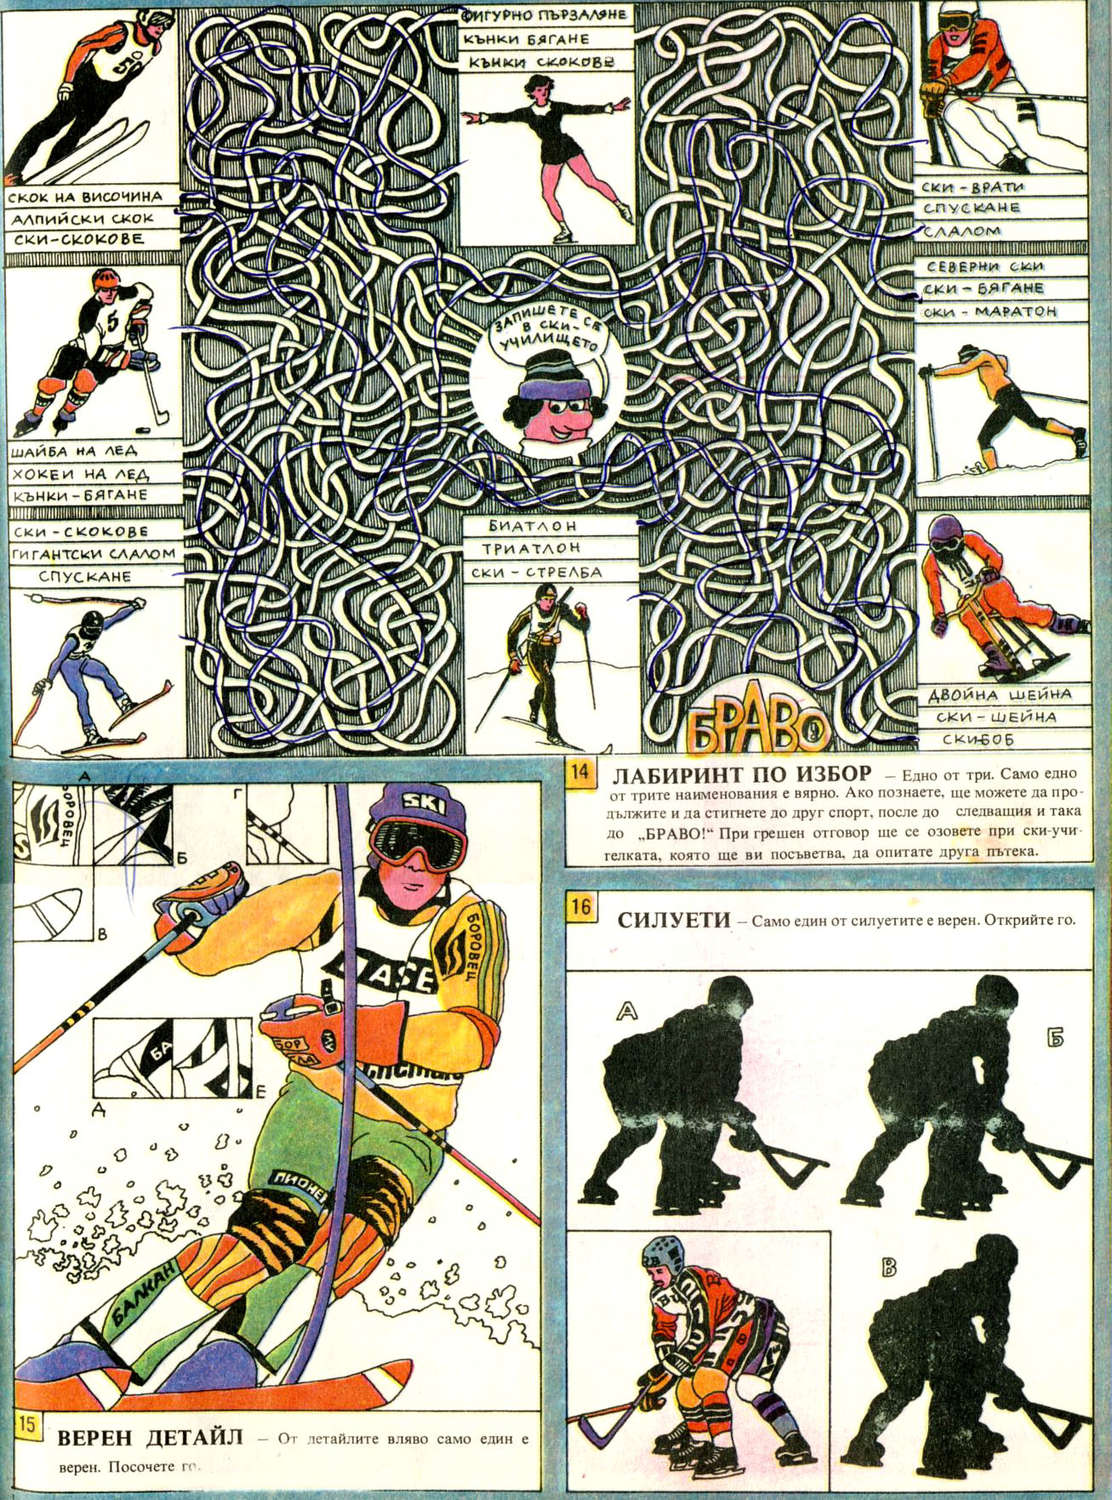 ФИГУРНО ПЪРЗАЛЯНЕ
КЪНКИ БЯГАНЕ
КЪНКИ СКОКОВЕ
СКОК НА ВИСОЧИНА
АЛПИЙСКИ СКОК
СКИ-СКОКОВЕ
СКИ-ВРАТИ
СПУСКАНЕ
СЛАЛОМ
СЕВЕРНИ СКИ
СКИ-БЯГАНЕ
СКИ-МАРАТОН
5
ШАЙБА НА ЛЕД
ХОКЕИ НА ЛЕД
КЪНКИ-БЯГАНЕ
ЗАПИШЕТЕ СЕ
В СКИ-
УЧИЛИЩЕТО
СКИ-СКОКОВЕ
ГИГАНТСКИ СЛАЛОМ
СПУСКАНЕ
БИАТЛОН
ТРИАТЛОН
СКИ-СТРЕЛБА
ДВОЙНА ШЕЙНА
СКИ-ШЕЙНА
СКИБОБ
БРАВО
14 ЛАБИРИНТ ПО ИЗБОР — Едно от три. Само едно
от трите наименования е вярно. Ако познаете, ще можете да про-
дължите и да стигнете до друг спорт, после до следващия и така
до „БРАВО!“ При грешен отговор ще се озовете при ски-учи-
телката, която ще ви посъветва, да опитате друга пътека.
А
Б
В
Г
Д
Е
БОРОВЕЦ
БА
SKI
БОРОВЕЦ
ASE
БОР
ПИОНЕ
БАЛКАН
15 ВЕРЕН ДЕТАЙЛ — От детайлите вляво само един е
верен. Посочете го.
16 СИЛУЕТИ — Само един от силуетите е верен. Открийте го.
А
Б
В